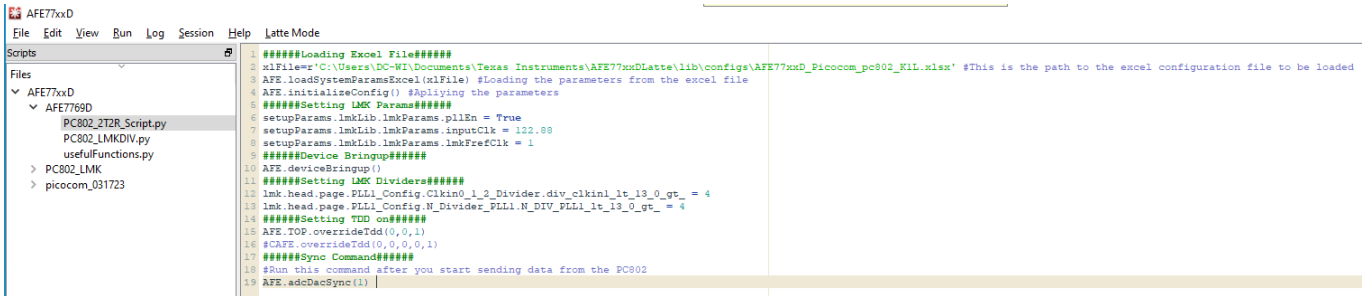 AFE77xxD
File Edit View Run Log Session Help Latte Mode
Scripts
Files
AFE77xxD
AFE7769D
PC802_2T2R_Script.py
PC802_LMKDIV.py
usefulFunctions.py
PC802_LMK
picocom_031723
1 ######Loading Excel File######
2 xlFile=r'C:\Users\DC-WI\Documents\Texas Instruments\AFE77xxDLatte\lib\configs\AFE77xxD_Picocom_pc802_K1L.xlsx' #This is the path to the excel configuration file to be loaded
3 AFE.loadSystemParamsExcel(xlFile) #Loading the parameters from the excel file
4 AFE.initializeConfig() #Apliying the parameters
5 ######Setting LMK Params######
6 setupParams.lmkLib.lmkParams.pllEn = True
7 setupParams.lmkLib.lmkParams.inputClk = 122.88
8 setupParams.lmkLib.lmkParams.lmkFrefClk = 1
9 ######Device Bringup######
10 AFE.deviceBringup()
11 ######Setting LMK Dividers######
12 lmk.head.page.PLL1_Config.Clkin0_1_2_Divider.div_clkin1_lt_13_0_gt_ = 4
13 lmk.head.page.PLL1_Config.N_Divider_PLL1.N_DIV_PLL1_lt_13_0_gt_ = 4
14 ######Setting TDD on######
15 AFE.TOP.overrideTdd(0,0,1)
16 #CAFE.overrideTdd(0,0,0,0,1)
17 ######Sync Command######
18 #Run this command after you start sending data from the PC802
19 AFE.adcDacSync(1)